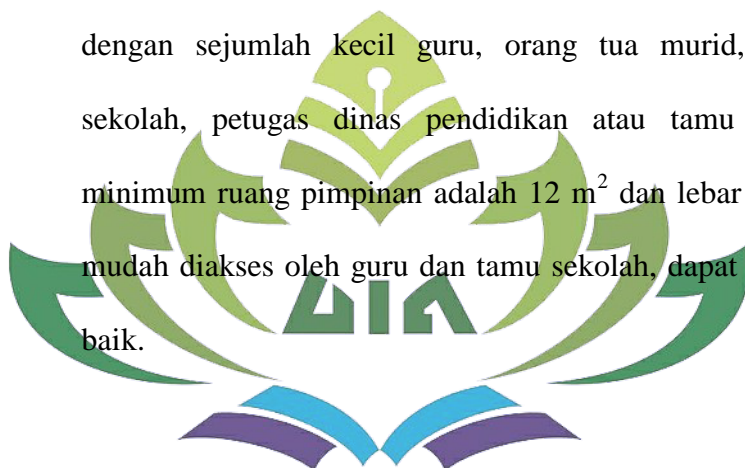 dengan sejumlah kecil guru, orang tua murid,
sekolah, petugas dinas pendidikan atau tamu
minimum ruang pimpinan adalah 12 m² dan lebar
mudah diakses oleh guru dan tamu sekolah, dapat
UIN
baik.